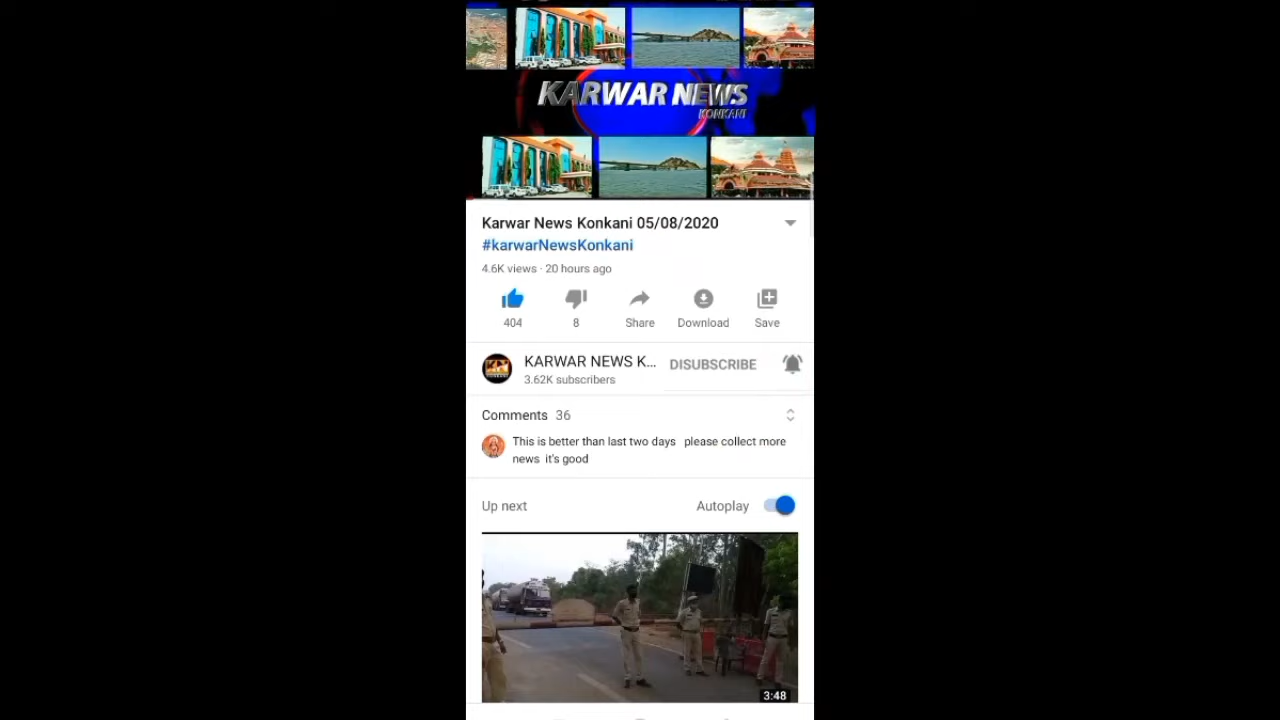 KARWAR NEWS
KONKANI
Karwar News Konkani 05/08/2020
#karwarNewsKonkani
4.6K views · 20 hours ago
404
8
Share
Download
Save
KARWAR NEWS K...
DISUBSCRIBE
3.62K subscribers
Comments 36
This is better than last two days please collect more
news it's good
Up next
Autoplay
3:48